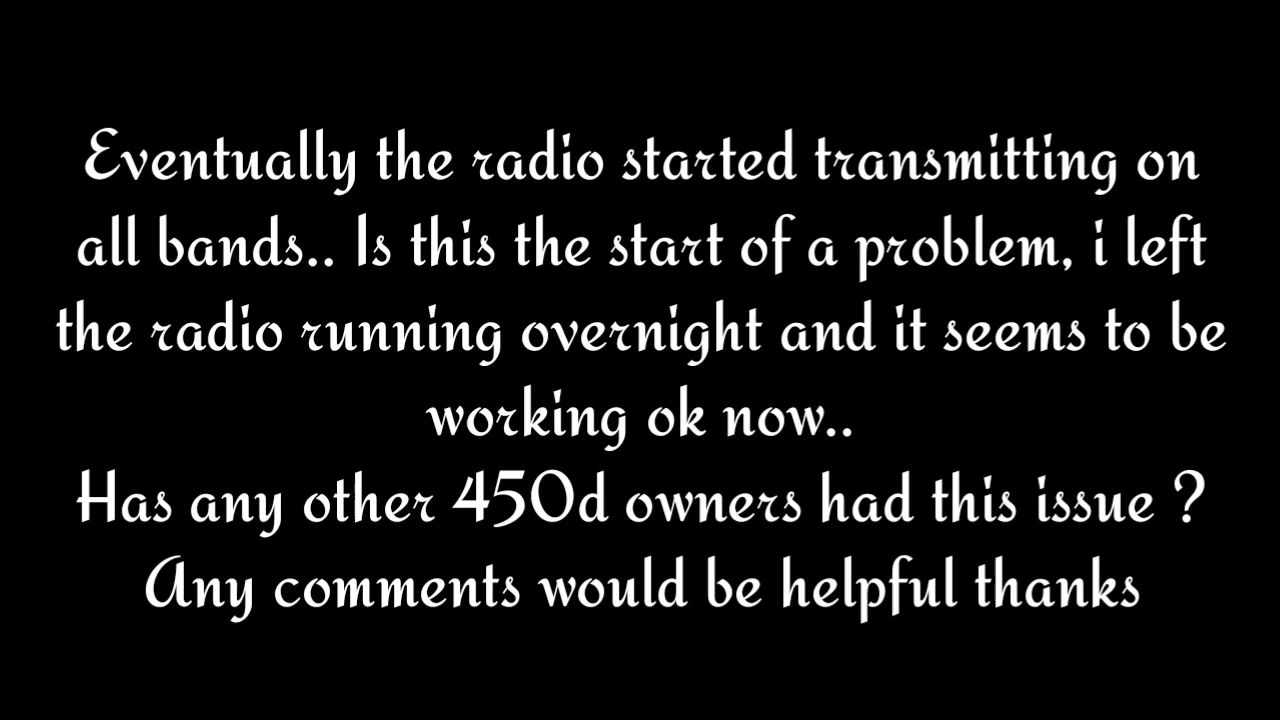 Eventually the radio started transmitting on
all bands.. Is this the start of a problem, i left
the radio running overnight and it seems to be
working ok now..
Has any other 450d owners had this issue ?
Any comments would be helpful thanks